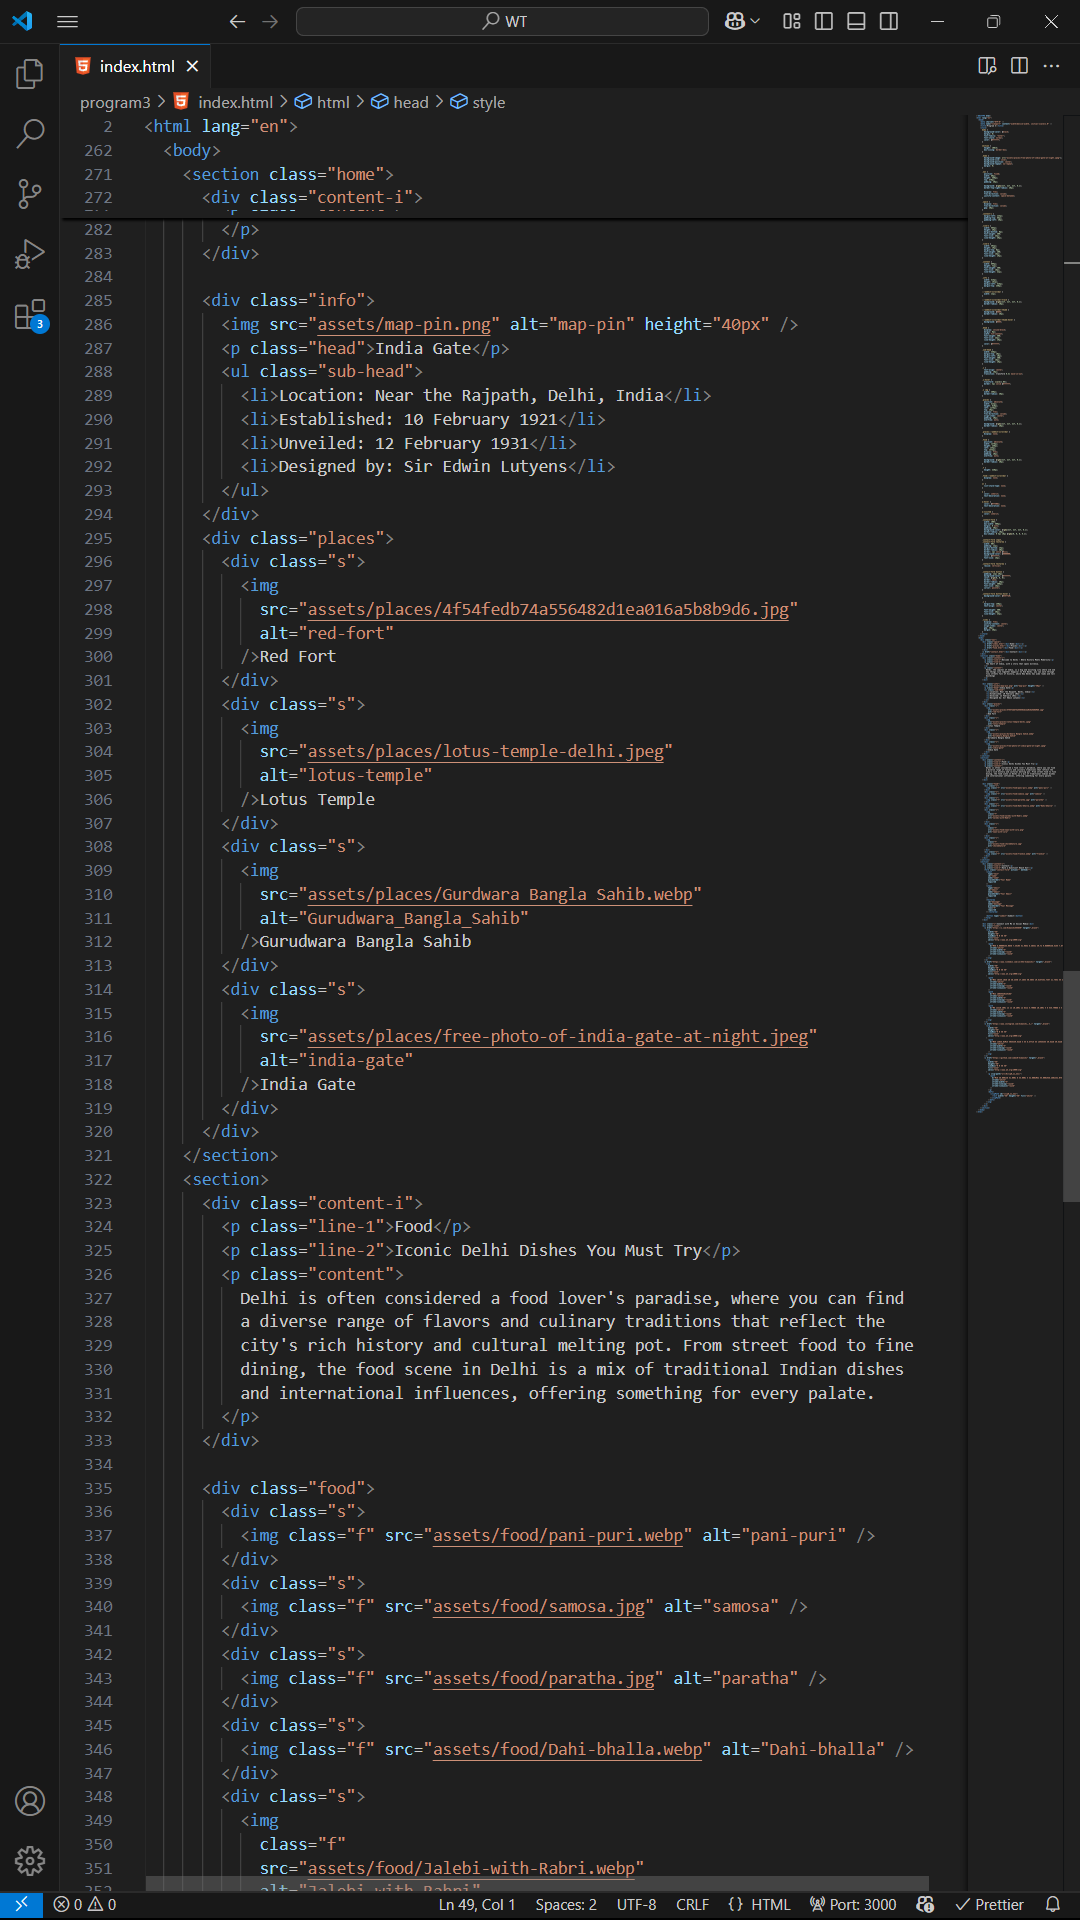 WT
index.html
program3 > index.html > html > head > style
2 <html lang="en">
262 <body>
271 <section class="home">
272 <div class="content-i">
282 </p>
283 </div>
284
285 <div class="info">
286 <img src="assets/map-pin.png" alt="map-pin" height="40px" />
287 <p class="head">India Gate</p>
288 <ul class="sub-head">
289 <li>Location: Near the Rajpath, Delhi, India</li>
290 <li>Established: 10 February 1921</li>
291 <li>Unveiled: 12 February 1931</li>
292 <li>Designed by: Sir Edwin Lutyens</li>
293 </ul>
294 </div>
295 <div class="places">
296 <div class="s">
297 <img
298 src="assets/places/4f54fedb74a556482d1ea016a5b8b9d6.jpg"
299 alt="red-fort"
300 />Red Fort
301 </div>
302 <div class="s">
303 <img
304 src="assets/places/lotus-temple-delhi.jpeg"
305 alt="lotus-temple"
306 />Lotus Temple
307 </div>
308 <div class="s">
309 <img
310 src="assets/places/Gurdwara Bangla Sahib.webp"
311 alt="Gurudwara_Bangla_Sahib"
312 />Gurudwara Bangla Sahib
313 </div>
314 <div class="s">
315 <img
316 src="assets/places/free-photo-of-india-gate-at-night.jpeg"
317 alt="india-gate"
318 />India Gate
319 </div>
320 </div>
321 </section>
322 <section>
323 <div class="content-i">
324 <p class="line-1">Food</p>
325 <p class="line-2">Iconic Delhi Dishes You Must Try</p>
326 <p class="content">
327 Delhi is often considered a food lover's paradise, where you can find
328 a diverse range of flavors and culinary traditions that reflect the
329 city's rich history and cultural melting pot. From street food to fine
330 dining, the food scene in Delhi is a mix of traditional Indian dishes
331 and international influences, offering something for every palate.
332 </p>
333 </div>
334
335 <div class="food">
336 <div class="s">
337 <img class="f" src="assets/food/pani-puri.webp" alt="pani-puri" />
338 </div>
339 <div class="s">
340 <img class="f" src="assets/food/samosa.jpg" alt="samosa" />
341 </div>
342 <div class="s">
343 <img class="f" src="assets/food/paratha.jpg" alt="paratha" />
344 </div>
345 <div class="s">
346 <img class="f" src="assets/food/Dahi-bhalla.webp" alt="Dahi-bhalla" />
347 </div>
348 <div class="s">
349 <img
350 class="f"
351 src="assets/food/Jalebi-with-Rabri.webp"
352 alt="Jalebi-with-Rabri"
3
0 0 Ln 49, Col 1 Spaces: 2 UTF-8 CRLF {} HTML Port: 3000 Prettier